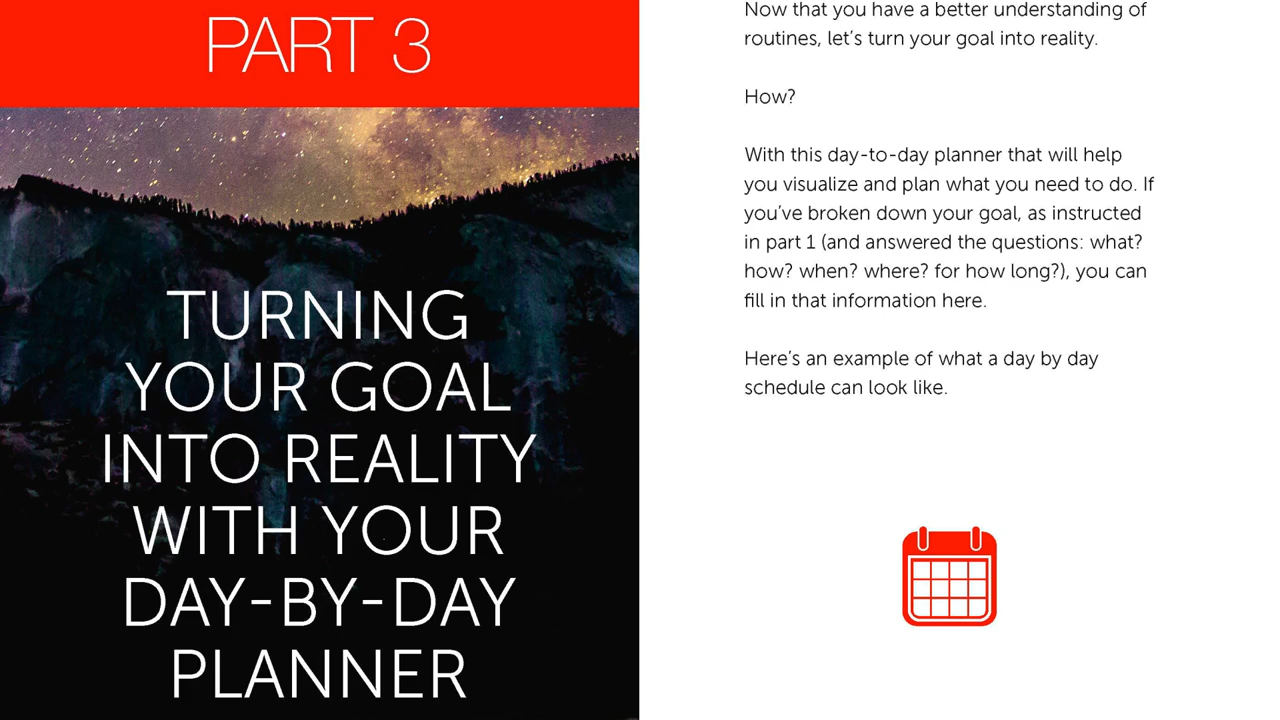 PART 3
TURNING
YOUR GOAL
INTO REALITY
WITH YOUR
DAY-BY-DAY
PLANNER
Now that you have a better understanding of
routines, let's turn your goal into reality.
How?
With this day-to-day planner that will help
you visualize and plan what you need to do. If
you've broken down your goal, as instructed
in part 1 (and answered the questions: what?
how? when? where? for how long?), you can
fill in that information here.
Here's an example of what a day by day
schedule can look like.